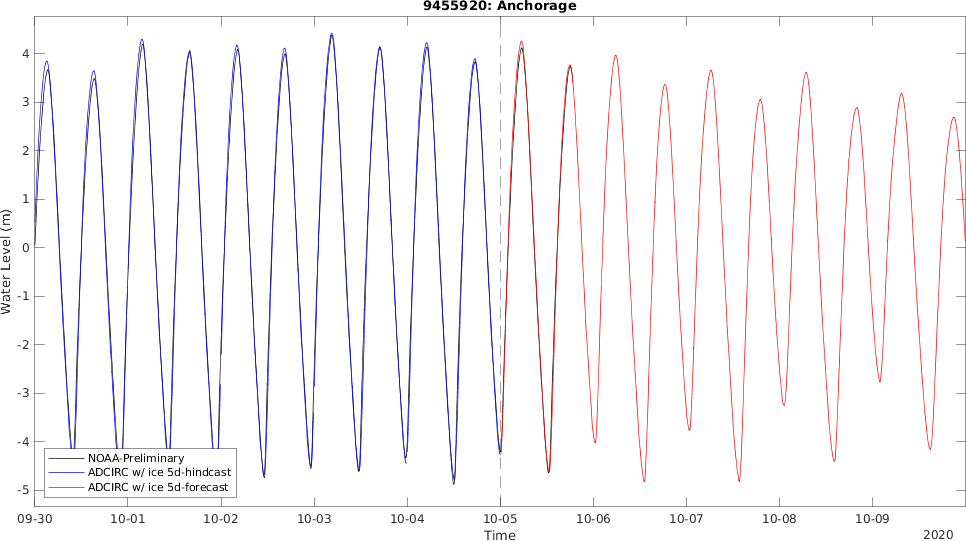 9455920: Anchorage
Water Level (m)
4
3
2
1
0
-1
-2
-3
-4
-5
NOAA-Preliminary
ADCIRC w/ ice 5d-hindcast
ADCIRC w/ ice 5d-forecast
09-30 10-01 10-02 10-03 10-04 10-05 10-06 10-07 10-08 10-09
Time
2020